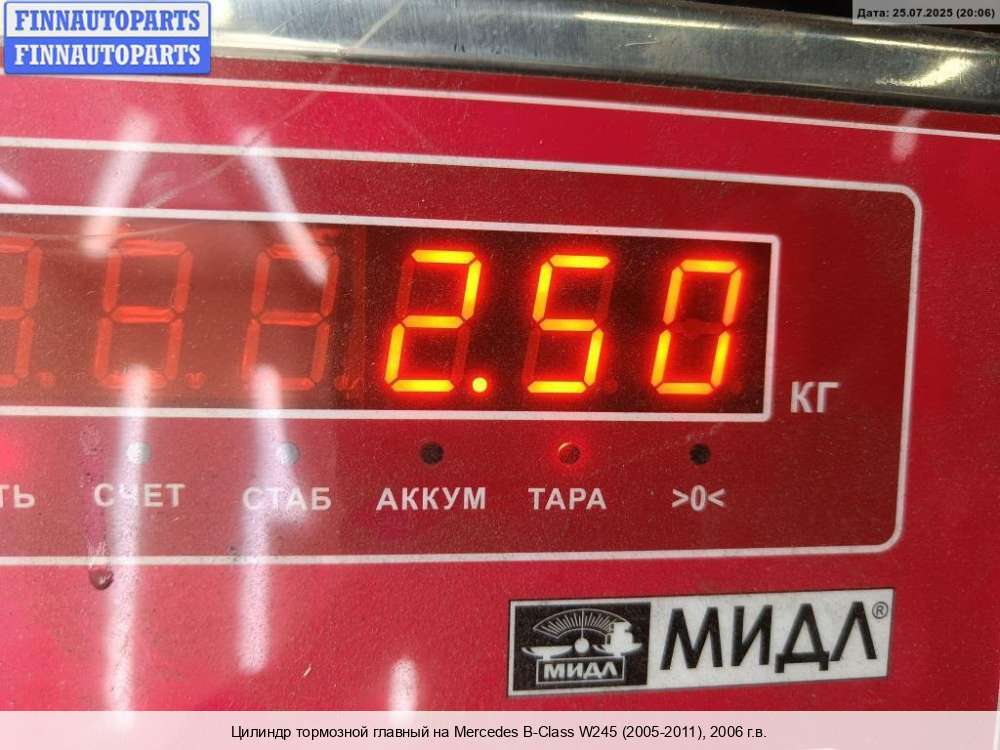 FINNAUTOPARTS
FINNAUTOPARTS
Дата: 25.07.2025 (20:06)
2.50
КГ
ТЬ СЧЕТ СТАБ АККУМ ТАРА >0<
МИДЛ
МИДЛ®
Цилиндр тормозной главный на Mercedes B-Class W245 (2005-2011), 2006 г.в.